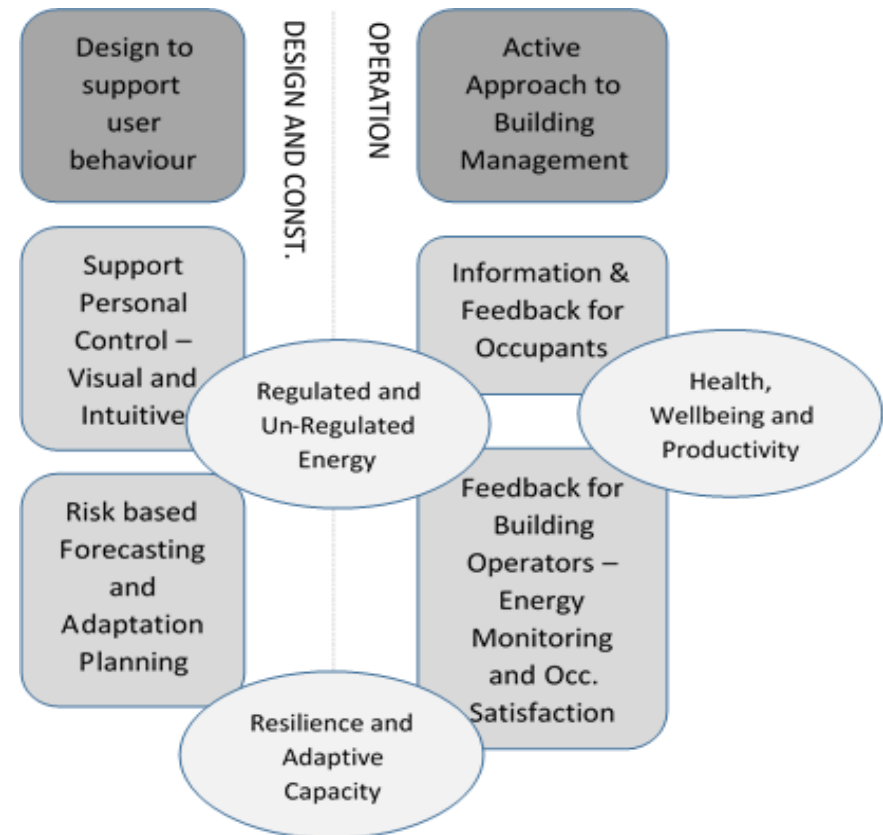 Design to
support
user
behaviour
DESIGN AND CONST.
OPERATION
Active
Approach to
Building
Management
Support
Personal
Control –
Visual and
Intuitive
Information &
Feedback for
Occupants
Regulated and
Un-Regulated
Energy
Health,
Wellbeing and
Productivity
Risk based
Forecasting
and
Adaptation
Planning
Feedback for
Building
Operators –
Energy
Monitoring
and Occ.
Satisfaction
Resilience and
Adaptive
Capacity